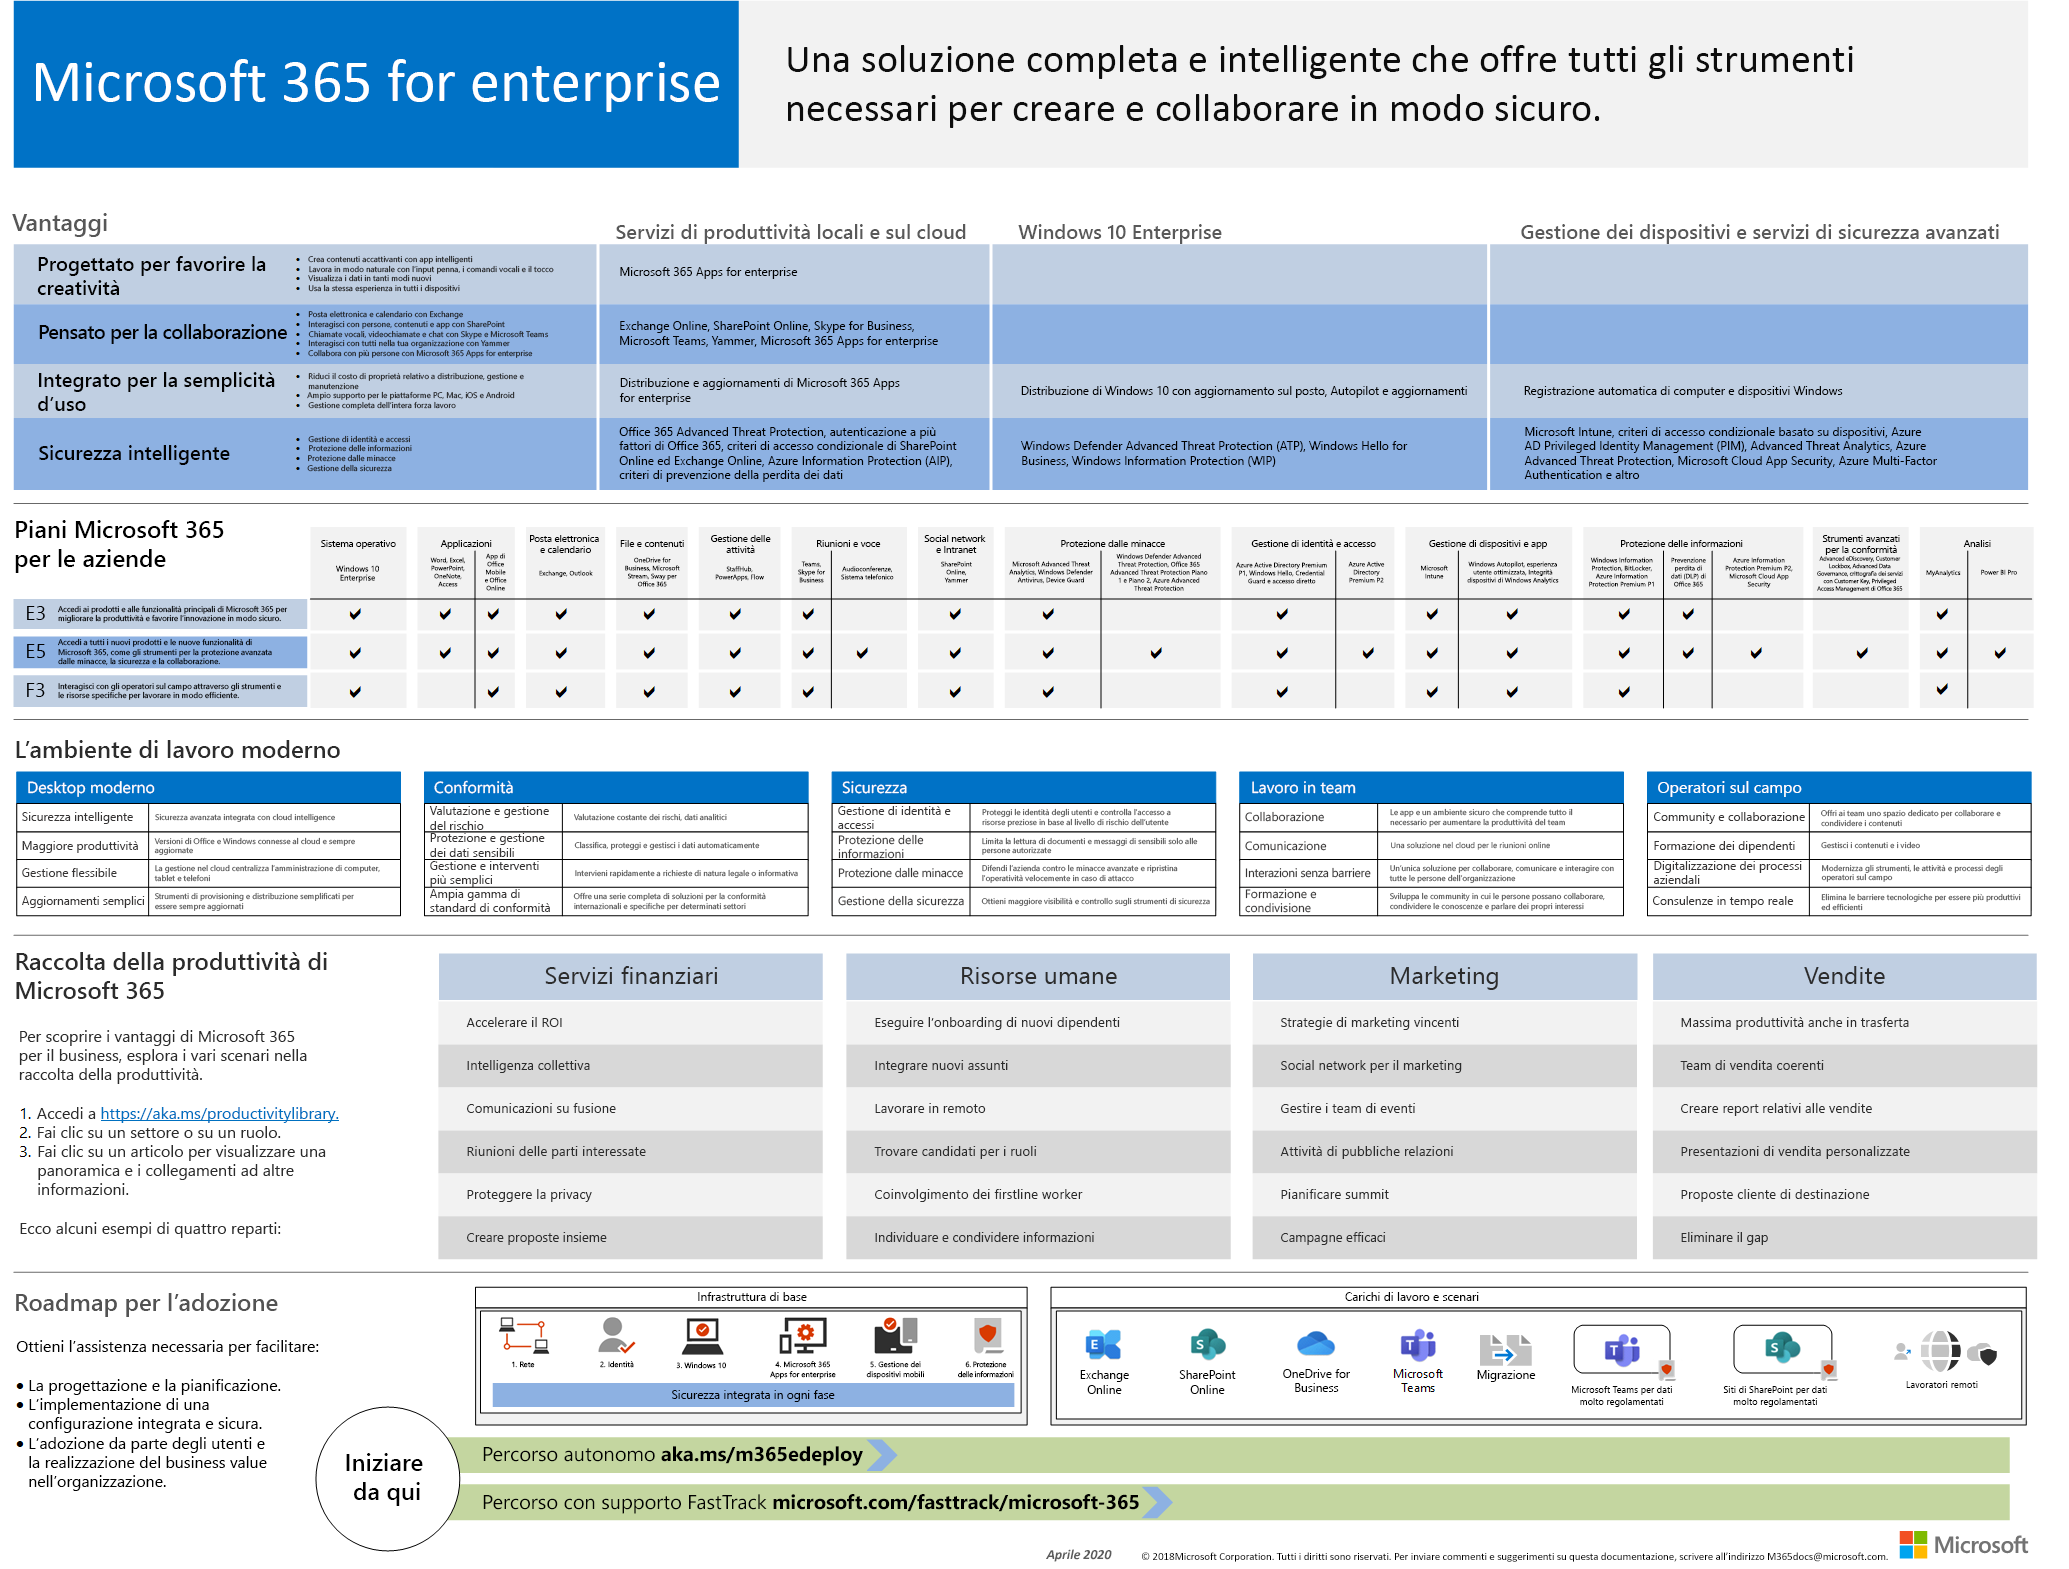 Microsoft 365 for enterprise
Una soluzione completa e intelligente che offre tutti gli strumenti
necessari per creare e collaborare in modo sicuro.
Vantaggi
Servizi di produttività locali e sul cloud
Windows 10 Enterprise
Gestione dei dispositivi e servizi di sicurezza avanzati
Progettato per favorire la
creatività
• Crea contenuti accattivanti con app intelligenti
• Lavora in modo naturale con l'input penna, i comandi vocali e il tocco
• Visualizza i dati in tanti modi nuovi
• Usa la stessa esperienza in tutti i dispositivi
Microsoft 365 Apps for enterprise
Pensato per la collaborazione
• Posta elettronica e calendario con Exchange
• Interagisci con persone, contenuti e app con SharePoint
• Chiamate vocali, videochiamate e chat con Skype e Microsoft Teams
• Interagisci con tutti nella tua organizzazione con Yammer
• Collabora con più persone con Microsoft 365 Apps for enterprise
Exchange Online, SharePoint Online, Skype for Business,
Microsoft Teams, Yammer, Microsoft 365 Apps for enterprise
Integrato per la semplicità
d'uso
• Riduci il costo di proprietà relativo a distribuzione, gestione e
manutenzione
• Ampio supporto per le piattaforme PC, Mac, iOS e Android
• Gestione completa dell'intera forza lavoro
Distribuzione e aggiornamenti di Microsoft 365 Apps
for enterprise
Distribuzione di Windows 10 con aggiornamento sul posto, Autopilot e aggiornamenti
Registrazione automatica di computer e dispositivi Windows
Sicurezza intelligente
• Gestione di identità e accessi
• Protezione delle informazioni
• Protezione dalle minacce
• Gestione della sicurezza
Office 365 Advanced Threat Protection, autenticazione a più
fattori di Office 365, criteri di accesso condizionale di SharePoint
Online ed Exchange Online, Azure Information Protection (AIP),
criteri di prevenzione della perdita dei dati
Windows Defender Advanced Threat Protection (ATP), Windows Hello for
Business, Windows Information Protection (WIP)
Microsoft Intune, criteri di accesso condizionale basato su dispositivi, Azure
AD Privileged Identity Management (PIM), Advanced Threat Analytics, Azure
Advanced Threat Protection, Microsoft Cloud App Security, Azure Multi-Factor
Authentication e altro
Piani Microsoft 365
per le aziende
Sistema operativo
Windows 10
Enterprise
Applicazioni
Word, Excel,
PowerPoint,
OneNote,
Access
App di
Office
Mobile
e Office
Online
Posta elettronica
e calendario
Exchange, Outlook
File e contenuti
OneDrive for
Business, Microsoft
Stream, Sway per
Office 365
Gestione delle
attività
StaffHub,
PowerApps, Flow
Riunioni e voce
Teams,
Skype for
Business
Audioconferenze,
Sistema telefonico
Social network
e Intranet
SharePoint
Online,
Yammer
Protezione dalle minacce
Microsoft Advanced Threat
Analytics, Windows Defender
Antivirus, Device Guard
Windows Defender Advanced
Threat Protection, Office 365
Advanced Threat Protection Piano
1 e Piano 2, Azure Advanced
Threat Protection
Gestione di identità e accesso
Azure Active Directory Premium
P1, Windows Hello, Credential
Guard e accesso diretto
Azure Active
Directory
Premium P2
Gestione di dispositivi e app
Microsoft
Intune
Windows Autopilot, esperienza
utente ottimizzata, Integrità
dispositivi di Windows Analytics
Protezione delle informazioni
Windows Information
Protection, BitLocker,
Azure Information
Protection Premium P1
Prevenzione
perdita di
dati (DLP) di
Office 365
Azure Information
Protection Premium P2,
Microsoft Cloud App
Security
Strumenti avanzati
per la conformità
Advanced eDiscovery, Customer
Lockbox, Advanced Data
Governance, crittografia dei servizi
con Customer Key, Privileged
Access Management di Office 365
Analisi
MyAnalytics
Power BI Pro
E3
Accedi ai prodotti e alle funzionalità principali di Microsoft 365 per
migliorare la produttività e favorire l'innovazione in modo sicuro.
E5
Accedi a tutti i nuovi prodotti e le nuove funzionalità di
Microsoft 365, come gli strumenti per la protezione avanzata
dalle minacce, la sicurezza e la collaborazione.
F3
Interagisci con gli operatori sul campo attraverso gli strumenti e
le risorse specifiche per lavorare in modo efficiente.
L'ambiente di lavoro moderno
Desktop moderno
Sicurezza intelligente
Sicurezza avanzata integrata con cloud intelligence
Maggiore produttività
Versioni di Office e Windows connesse al cloud e sempre
aggiornate
Gestione flessibile
La gestione nel cloud centralizza l'amministrazione di computer,
tablet e telefoni
Aggiornamenti semplici
Strumenti di provisioning e distribuzione semplificati per
essere sempre aggiornati
Conformità
Valutazione e gestione
del rischio
Valutazione costante dei rischi, dati analitici
Protezione e gestione
dei dati sensibili
Classifica, proteggi e gestisci i dati automaticamente
Gestione e interventi
più semplici
Intervieni rapidamente a richieste di natura legale o informativa
Ampia gamma di
standard di conformità
Offre una serie completa di soluzioni per la conformità
internazionali e specifiche per determinati settori
Sicurezza
Gestione di identità e
accessi
Proteggi le identità degli utenti e controlla l'accesso a
risorse preziose in base al livello di rischio dell'utente
Protezione delle
informazioni
Limita la lettura di documenti e messaggi di sensibili solo alle
persone autorizzate
Protezione dalle minacce
Difendi l'azienda contro le minacce avanzate e ripristina
l'operatività velocemente in caso di attacco
Gestione della sicurezza
Ottieni maggiore visibilità e controllo sugli strumenti di sicurezza
Lavoro in team
Collaborazione
Le app e un ambiente sicuro che comprende tutto il
necessario per aumentare la produttività del team
Comunicazione
Una soluzione nel cloud per le riunioni online
Interazioni senza barriere
Un'unica soluzione per collaborare, comunicare e interagire con
tutte le persone dell'organizzazione
Formazione e
condivisione
Sviluppa le community in cui le persone possano collaborare,
condividere le conoscenze e parlare dei propri interessi
Operatori sul campo
Community e collaborazione
Offri ai team uno spazio dedicato per collaborare e
condividere i contenuti
Formazione dei dipendenti
Gestisci i contenuti e i video
Digitalizzazione dei processi
aziendali
Modernizza gli strumenti, le attività e processi degli
operatori sul campo
Consulenze in tempo reale
Elimina le barriere tecnologiche per essere più produttivi
ed efficienti
Raccolta della produttività di
Microsoft 365
Per scoprire i vantaggi di Microsoft 365
per il business, esplora i vari scenari nella
raccolta della produttività.
1. Accedi a https://aka.ms/productivitylibrary.
2. Fai clic su un settore o su un ruolo.
3. Fai clic su un articolo per visualizzare una
panoramica e i collegamenti ad altre
informazioni.
Ecco alcuni esempi di quattro reparti:
Servizi finanziari
Accelerare il ROI
Intelligenza collettiva
Comunicazioni su fusione
Riunioni delle parti interessate
Proteggere la privacy
Creare proposte insieme
Risorse umane
Eseguire l'onboarding di nuovi dipendenti
Integrare nuovi assunti
Lavorare in remoto
Trovare candidati per i ruoli
Coinvolgimento dei firstline worker
Individuare e condividere informazioni
Marketing
Strategie di marketing vincenti
Social network per il marketing
Gestire i team di eventi
Attività di pubbliche relazioni
Pianificare summit
Campagne efficaci
Vendite
Massima produttività anche in trasferta
Team di vendita coerenti
Creare report relativi alle vendite
Presentazioni di vendita personalizzate
Proposte cliente di destinazione
Eliminare il gap
Roadmap per l'adozione
Ottieni l'assistenza necessaria per facilitare:
• La progettazione e la pianificazione.
• L'implementazione di una
configurazione integrata e sicura.
• L'adozione da parte degli utenti e
la realizzazione del business value
nell'organizzazione.
Infrastruttura di base
1. Rete
2. Identità
3. Windows 10
4. Microsoft 365
Apps for enterprise
5. Gestione dei
dispositivi mobili
6. Protezione
delle informazioni
Sicurezza integrata in ogni fase
Carichi di lavoro e scenari
Exchange
Online
SharePoint
Online
OneDrive for
Business
Microsoft
Teams
Migrazione
Microsoft Teams per dati
molto regolamentati
Siti di SharePoint per dati
molto regolamentati
Lavoratori remoti
Iniziare
da qui
Percorso autonomo aka.ms/m365edeploy
Percorso con supporto FastTrack microsoft.com/fasttrack/microsoft-365
Aprile 2020
© 2018Microsoft Corporation. Tutti i diritti sono riservati. Per inviare commenti e suggerimenti su questa documentazione, scrivere all'indirizzo M365docs@microsoft.com.
Microsoft